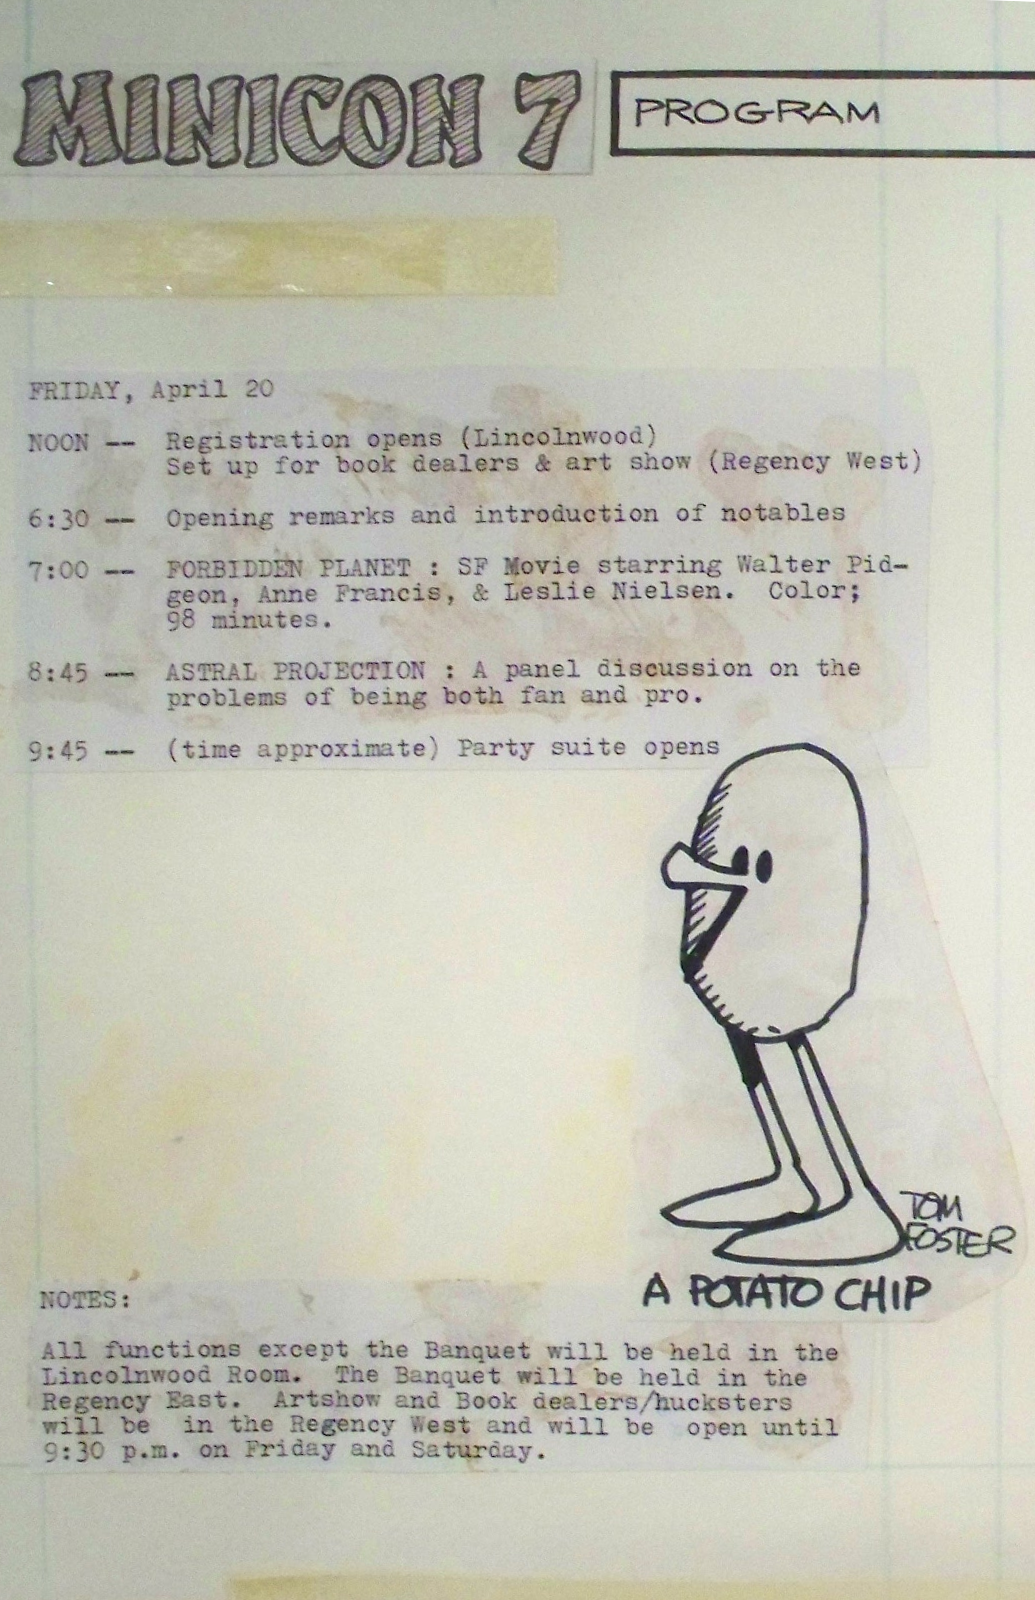 MINICON 7
PROGRAM
FRIDAY, April 20
NOON -- Registration opens (Lincolnwood)
Set up for book dealers & art show (Regency West)
6:30 -- Opening remarks and introduction of notables
7:00 -- FORBIDDEN PLANET : SF Movie starring Walter Pid-
geon, Anne Francis, & Leslie Nielsen. Color;
98 minutes.
8:45 -- ASTRAL PROJECTION : A panel discussion on the
problems of being both fan and pro.
9:45 -- (time approximate) Party suite opens
TOM
FOSTER
A POTATO CHIP
NOTES:
All functions except the Banquet will be held in the
Lincolnwood Room. The Banquet will be held in the
Regency East. Artshow and Book dealers/hucksters
will be in the Regency West and will be open until
9:30 p.m. on Friday and Saturday.